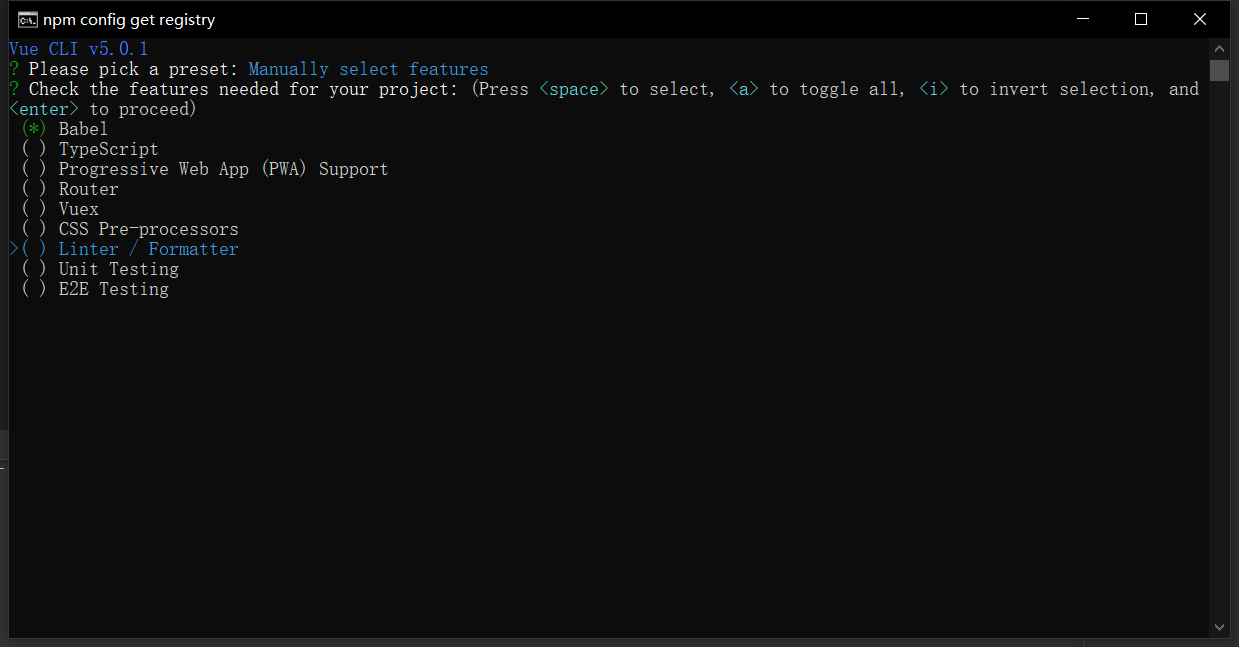 npm config get registry
Vue CLI v5.0.1
? Please pick a preset: Manually select features
? Check the features needed for your project: (Press <space> to select, <a> to toggle all, <i> to invert selection, and
<enter> to proceed)
(*) Babel
( ) TypeScript
( ) Progressive Web App (PWA) Support
( ) Router
( ) Vuex
( ) CSS Pre-processors
>( ) Linter / Formatter
( ) Unit Testing
( ) E2E Testing